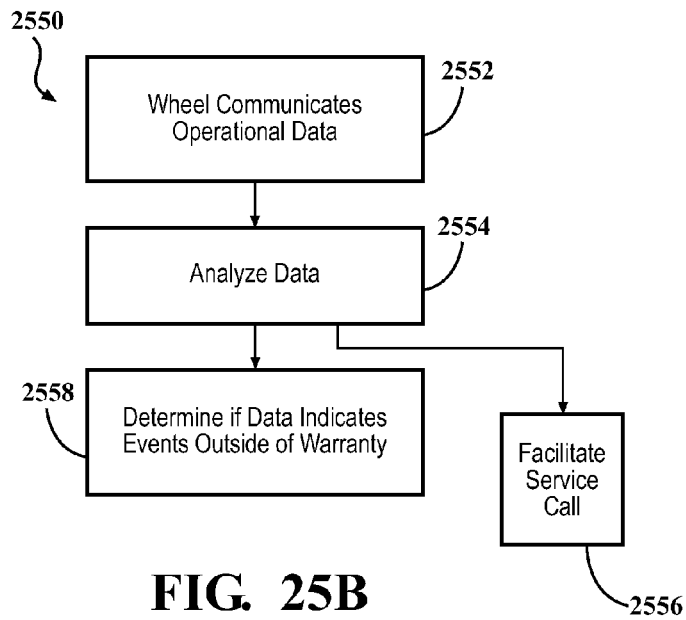 2550
2552
Wheel Communicates
Operational Data
2554
Analyze Data
2558
Determine if Data Indicates
Events Outside of Warranty
Facilitate
Service
Call
2556
FIG. 25B